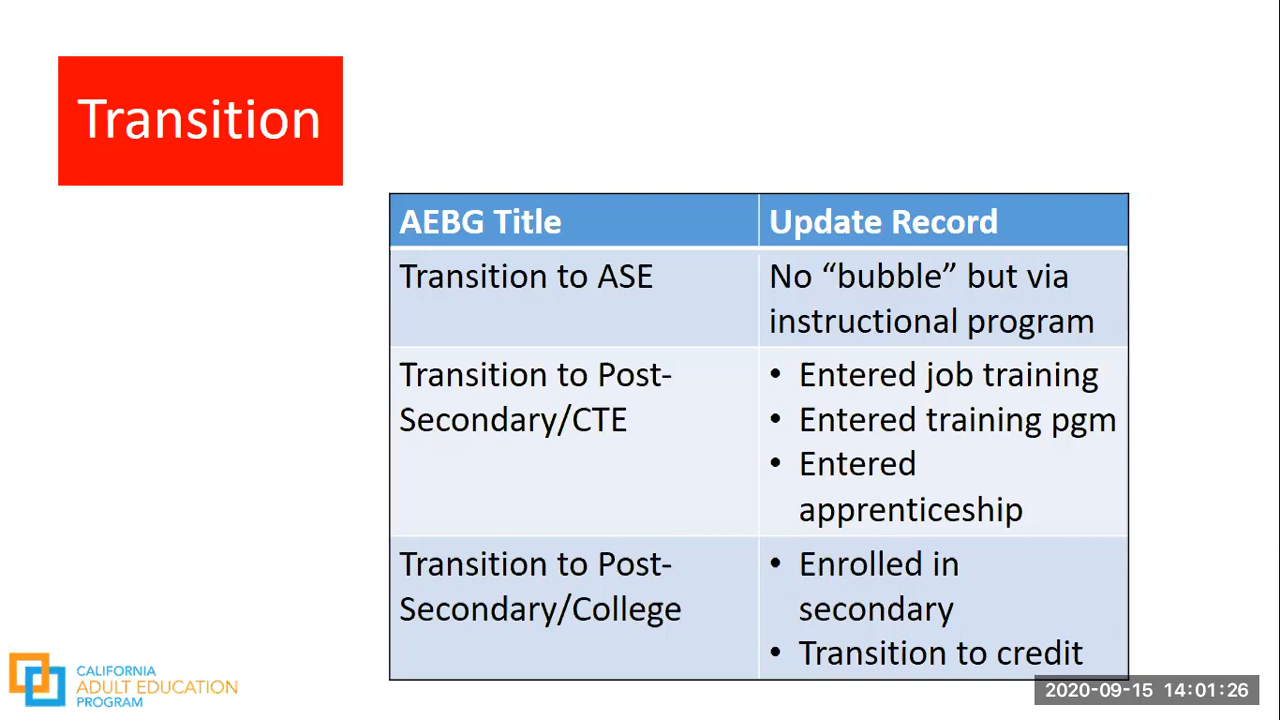 Transition
AEBG Title
Update Record
Transition to ASE
No “bubble” but via
instructional program
Transition to Post-
Secondary/CTE
• Entered job training
• Entered training pgm
• Entered
apprenticeship
Transition to Post-
Secondary/College
• Enrolled in
secondary
• Transition to credit
CALIFORNIA
ADULT EDUCATION
PROGRAM
2020-09-15 14:01:26